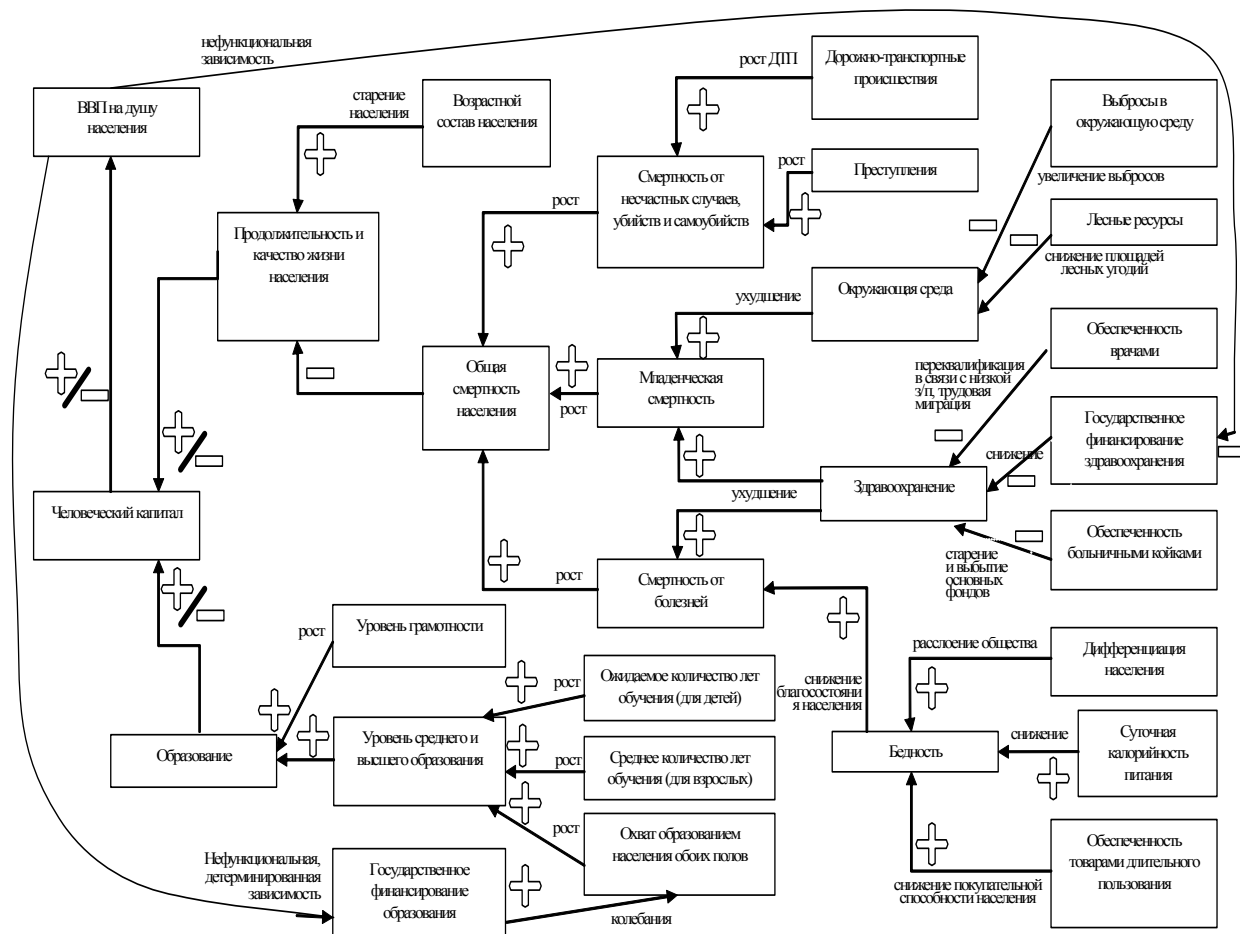 нефункциональная
зависимость
ВВП на душу
населения
старение
населения
Возрастной
состав населения
рост ДТП
Дорожно-транспортные
происшествия
Выбросы в
окружающую среду
увеличение выбросов
рост
Преступления
Смертность от
несчастных случаев,
убийств и самоубийств
рост
Продолжительность и
качество жизни
населения
Лесные ресурсы
снижение площадей
лесных угодий
Окружающая среда
ухудшение
Обеспеченность
врачами
переквалификация
в связи с низкой
з/п, трудовая
миграция
Общая
смертность
населения
рост
Младенческая
смертность
Государственное
финансирование
здравоохранения
снижение
Здравоохранение
ухудшение
Человеческий капитал
Обеспеченность
больничными койками
старение
и выбытие
основных
фондов
рост
Смертность от
болезней
рост
Уровень грамотности
расслоение общества
Дифференциация
населения
рост
Ожидаемое количество лет
обучения (для детей)
снижение
благосостояни
я населения
Образование
Уровень среднего и
высшего образования
рост
Среднее количество лет
обучения (для взрослых)
Бедность
снижение
Суточная
калорийность
питания
рост
Охват образованием
населения обоих полов
Обеспеченность
товарами длительного
пользования
снижение покупательной
способности населения
Нефункциональная,
детерминированная
зависимость
Государственное
финансирование
образования
колебания